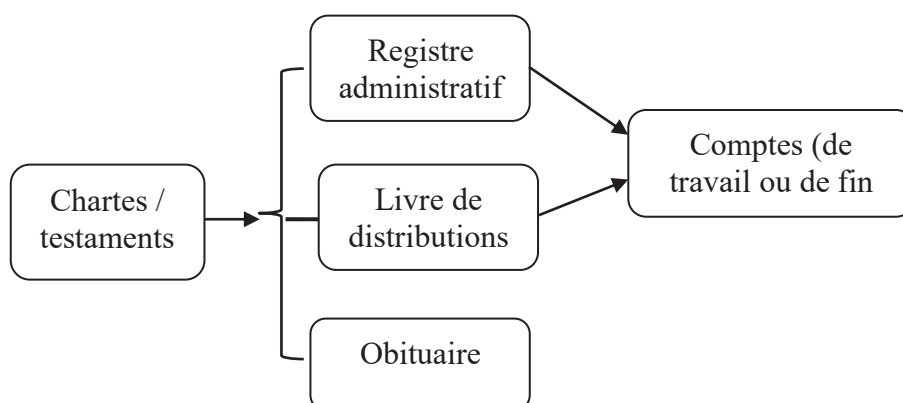 Chartes /
testaments
Registre
administratif
Livre de
distributions
Obituaire
Comptes (de
travail ou de fin